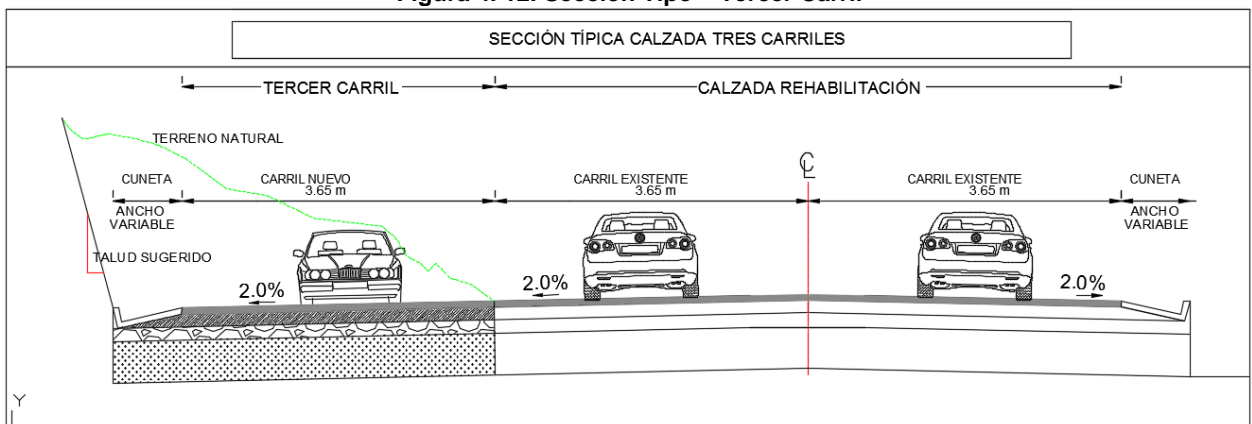 SECCIÓN TÍPICA CALZADA TRES CARRILES
TERCER CARRIL
CALZADA REHABILITACIÓN
TERRENO NATURAL
CUNETA
CARRIL NUEVO
3.65 m
CARRIL EXISTENTE
3.65 m
CARRIL EXISTENTE
3.65 m
CUNETA
ANCHO
VARIABLE
ANCHO
VARIABLE
TALUD SUGERIDO
2.0%
2.0%
2.0%
Y